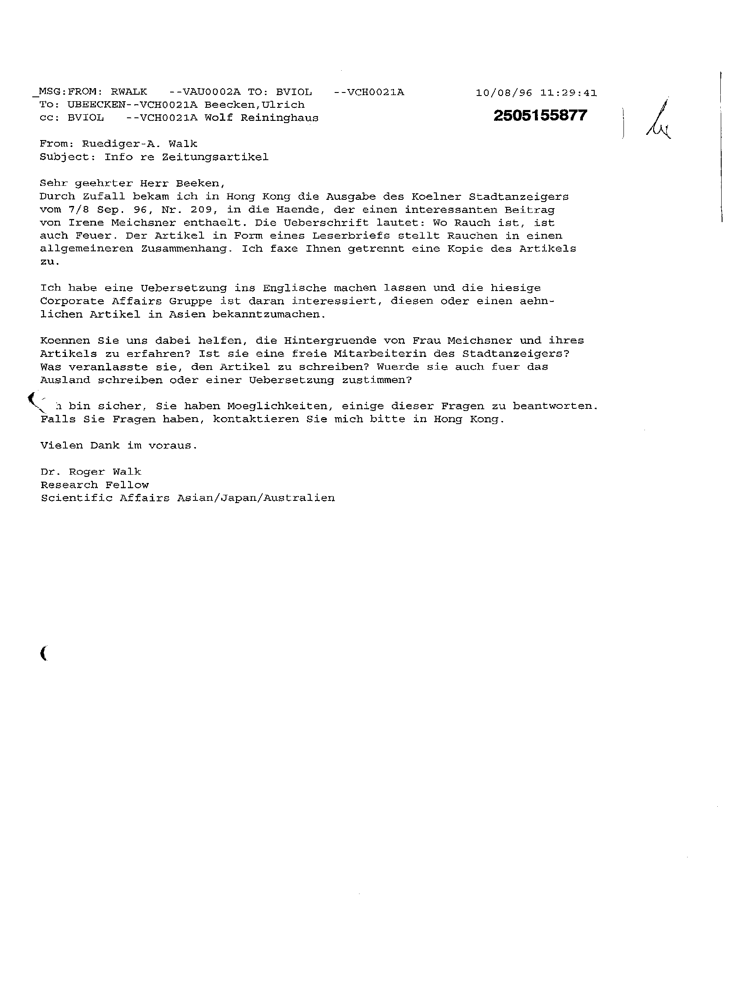 _MSG:FROM: RWALK   --VAU0002A TO: BVIOL   --VCH0021A          10/08/96 11:29:41
To: UBEECKEN--VCH0021A Beecken,Ulrich
cc: BVIOL   --VCH0021A Wolf Reininghaus
2505155877
From: Ruediger-A. Walk
Subject: Info re Zeitungsartikel
Sehr geehrter Herr Beeken,
Durch Zufall bekam ich in Hong Kong die Ausgabe des Koelner Stadtanzeigers
vom 7/8 Sep. 96, Nr. 209, in die Haende, der einen interessanten Beitrag
von Irene Meichsner enthaelt. Die Ueberschrift lautet: Wo Rauch ist, ist
auch Feuer. Der Artikel in Form eines Leserbriefs stellt Rauchen in einen
allgemeineren Zusammenhang. Ich faxe Ihnen getrennt eine Kopie des Artikels
zu.
Ich habe eine Uebersetzung ins Englische machen lassen und die hiesige
Corporate Affairs Gruppe ist daran interessiert, diesen oder einen aehn-
lichen Artikel in Asien bekanntzumachen.
Koennen Sie uns dabei helfen, die Hintergruende von Frau Meichsner und ihres
Artikels zu erfahren? Ist sie eine freie Mitarbeiterin des Stadtanzeigers?
Was veranlasste sie, den Artikel zu schreiben? Wuerde sie auch fuer das
Ausland schreiben oder einer Uebersetzung zustimmen?
h bin sicher, Sie haben Moeglichkeiten, einige dieser Fragen zu beantworten.
Falls Sie Fragen haben, kontaktieren Sie mich bitte in Hong Kong.
Vielen Dank im voraus.
Dr. Roger Walk
Research Fellow
Scientific Affairs Asian/Japan/Australien